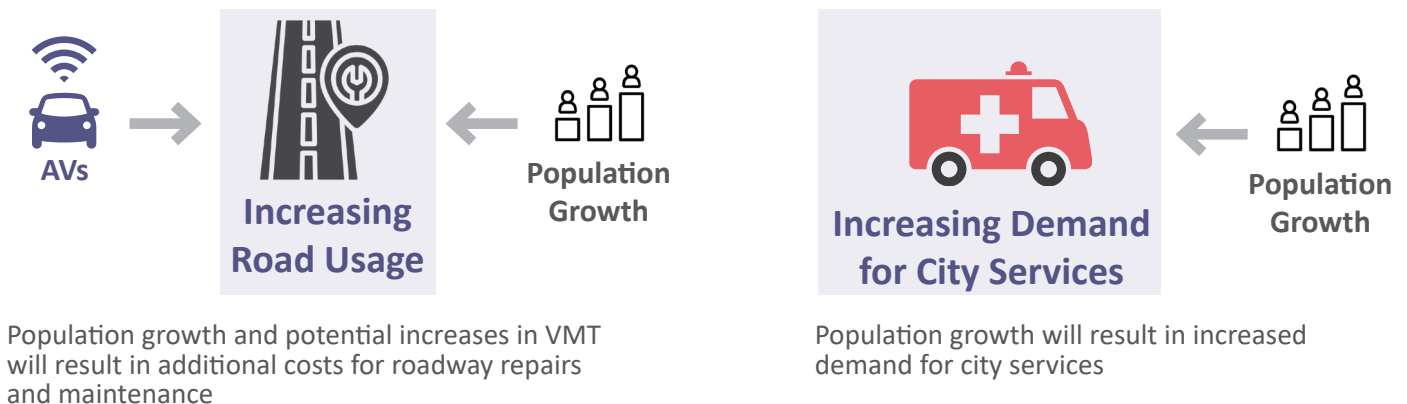 AVs
Increasing
Road Usage
Population
Growth
Population growth and potential increases in VMT
will result in additional costs for roadway repairs
and maintenance
Increasing Demand
for City Services
Population
Growth
Population growth will result in increased
demand for city services